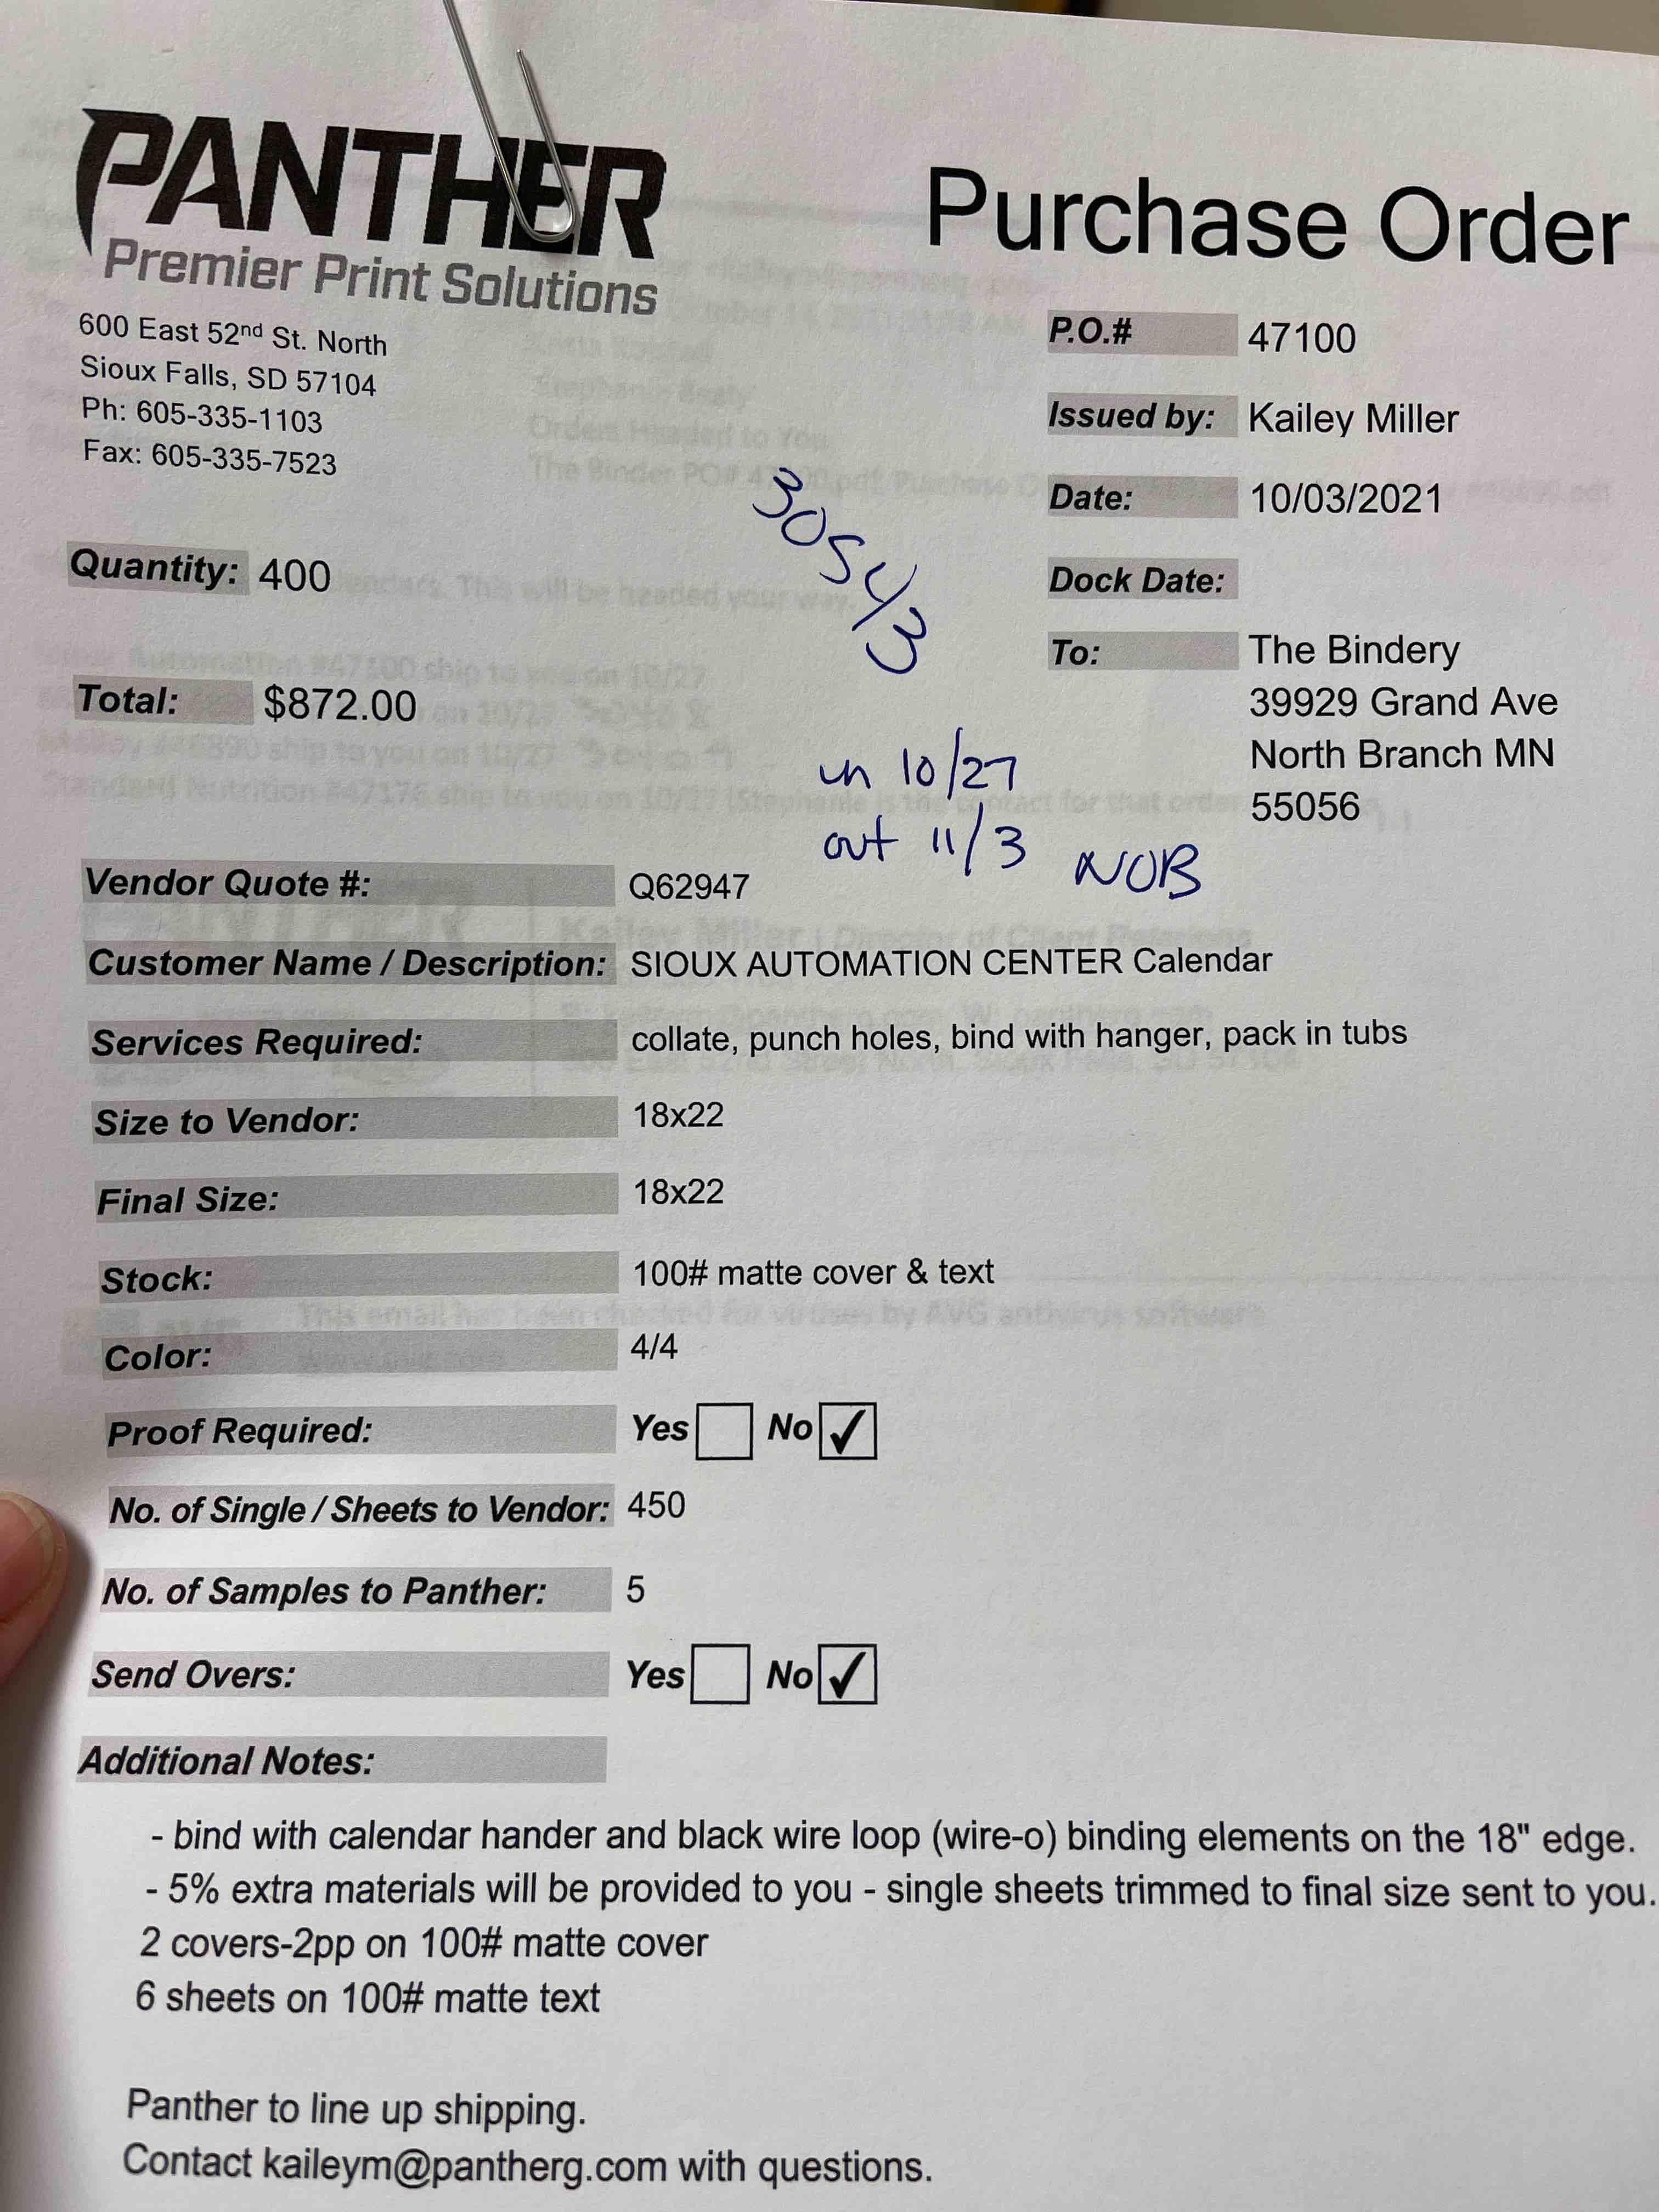 PANTHER
Premier Print Solutions
600 East 52nd St. North
Sioux Falls, SD 57104
Ph: 605-335-1103
Fax: 605-335-7523
Purchase Order
P.O.# 47100
Issued by: Kailey Miller
Date: 10/03/2021
Dock Date:
To: The Bindery
39929 Grand Ave
North Branch MN
55056
Quantity: 400
Total: $872.00
30543
in 10/27
out 11/3 NOB
Vendor Quote #: Q62947
Customer Name / Description: SIOUX AUTOMATION CENTER Calendar
Services Required: collate, punch holes, bind with hanger, pack in tubs
Size to Vendor: 18x22
Final Size: 18x22
Stock: 100# matte cover & text
Color: 4/4
Proof Required: Yes No ✓
No. of Single / Sheets to Vendor: 450
No. of Samples to Panther: 5
Send Overs: Yes No ✓
Additional Notes:
- bind with calendar hander and black wire loop (wire-o) binding elements on the 18" edge.
- 5% extra materials will be provided to you - single sheets trimmed to final size sent to you.
2 covers-2pp on 100# matte cover
6 sheets on 100# matte text
Panther to line up shipping.
Contact kaileym@pantherg.com with questions.